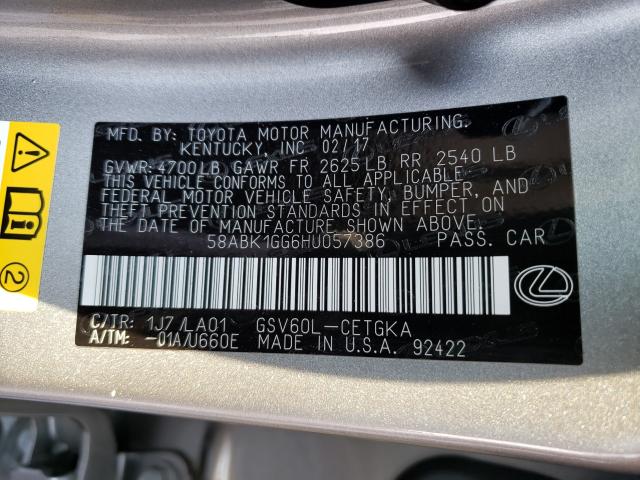 MFD. BY: TOYOTA MOTOR MANUFACTURING.
KENTUCKY, INC 02/17
GVWR: 4700LB GAWR FR 2625LB RR 2540 LB
THIS VEHICLE CONFORMS TO ALL APPLICABLE
FEDERAL MOTOR VEHICLE SAFETY, BUMPER, AND
THEFT PREVENTION STANDARDS IN EFFECT ON
THE DATE OF MANUFACTURE SHOWN ABOVE.
58ABK1GG6HU057386 PASS. CAR
C/TR: 1J7/LA01 GSV60L-CETGKA
A/TM: -01A/U660E MADE IN U.S.A. 92422
2